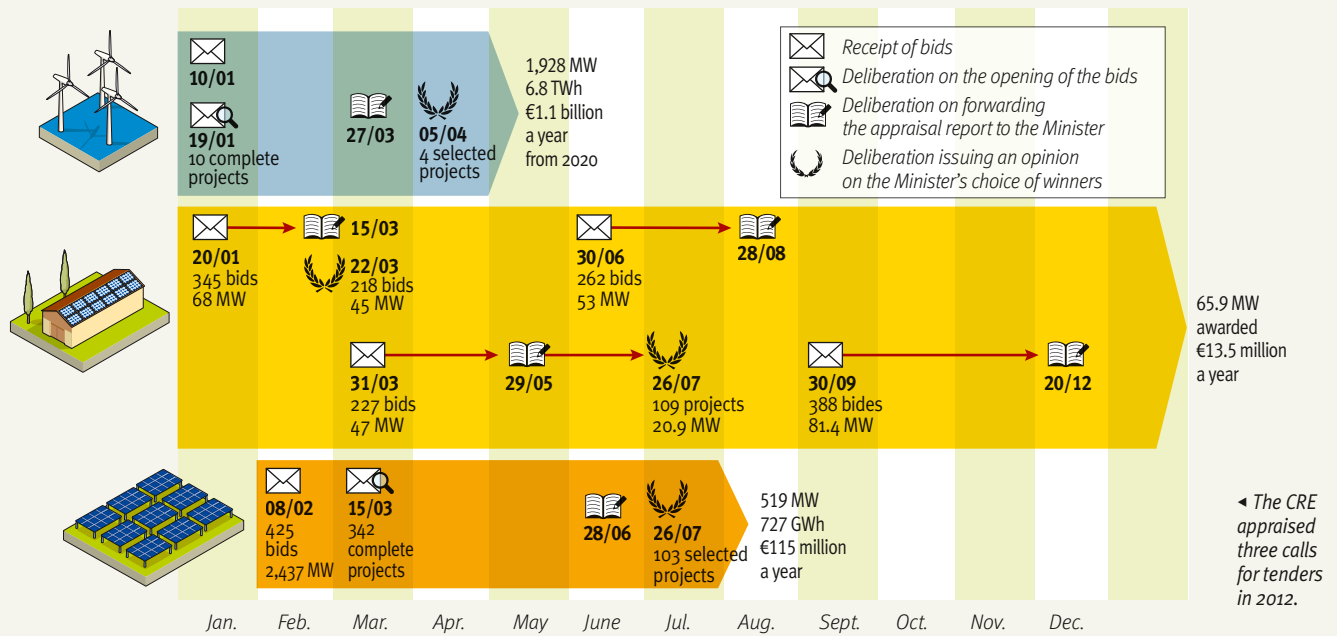 10/01
19/01
10 complete
projects
27/03
05/04
4 selected
projects
1,928 MW
6.8 TWh
€1.1 billion
a year
from 2020
Receipt of bids
Deliberation on the opening of the bids
Deliberation on forwarding
the appraisal report to the Minister
Deliberation issuing an opinion
on the Minister's choice of winners
20/01
345 bids
68 MW
15/03
22/03
218 bids
45 MW
30/06
262 bids
53 MW
28/08
31/03
227 bids
47 MW
29/05
26/07
109 projects
20.9 MW
30/09
388 bides
81.4 MW
20/12
65.9 MW
awarded
€13.5 million
a year
08/02
425
bids
2,437 MW
15/03
342
complete
projects
28/06
26/07
103 selected
projects
519 MW
727 GWh
€115 million
a year
◂ The CRE
appraised
three calls
for tenders
in 2012.
Jan. Feb. Mar. Apr. May June Jul. Aug. Sept. Oct. Nov. Dec.